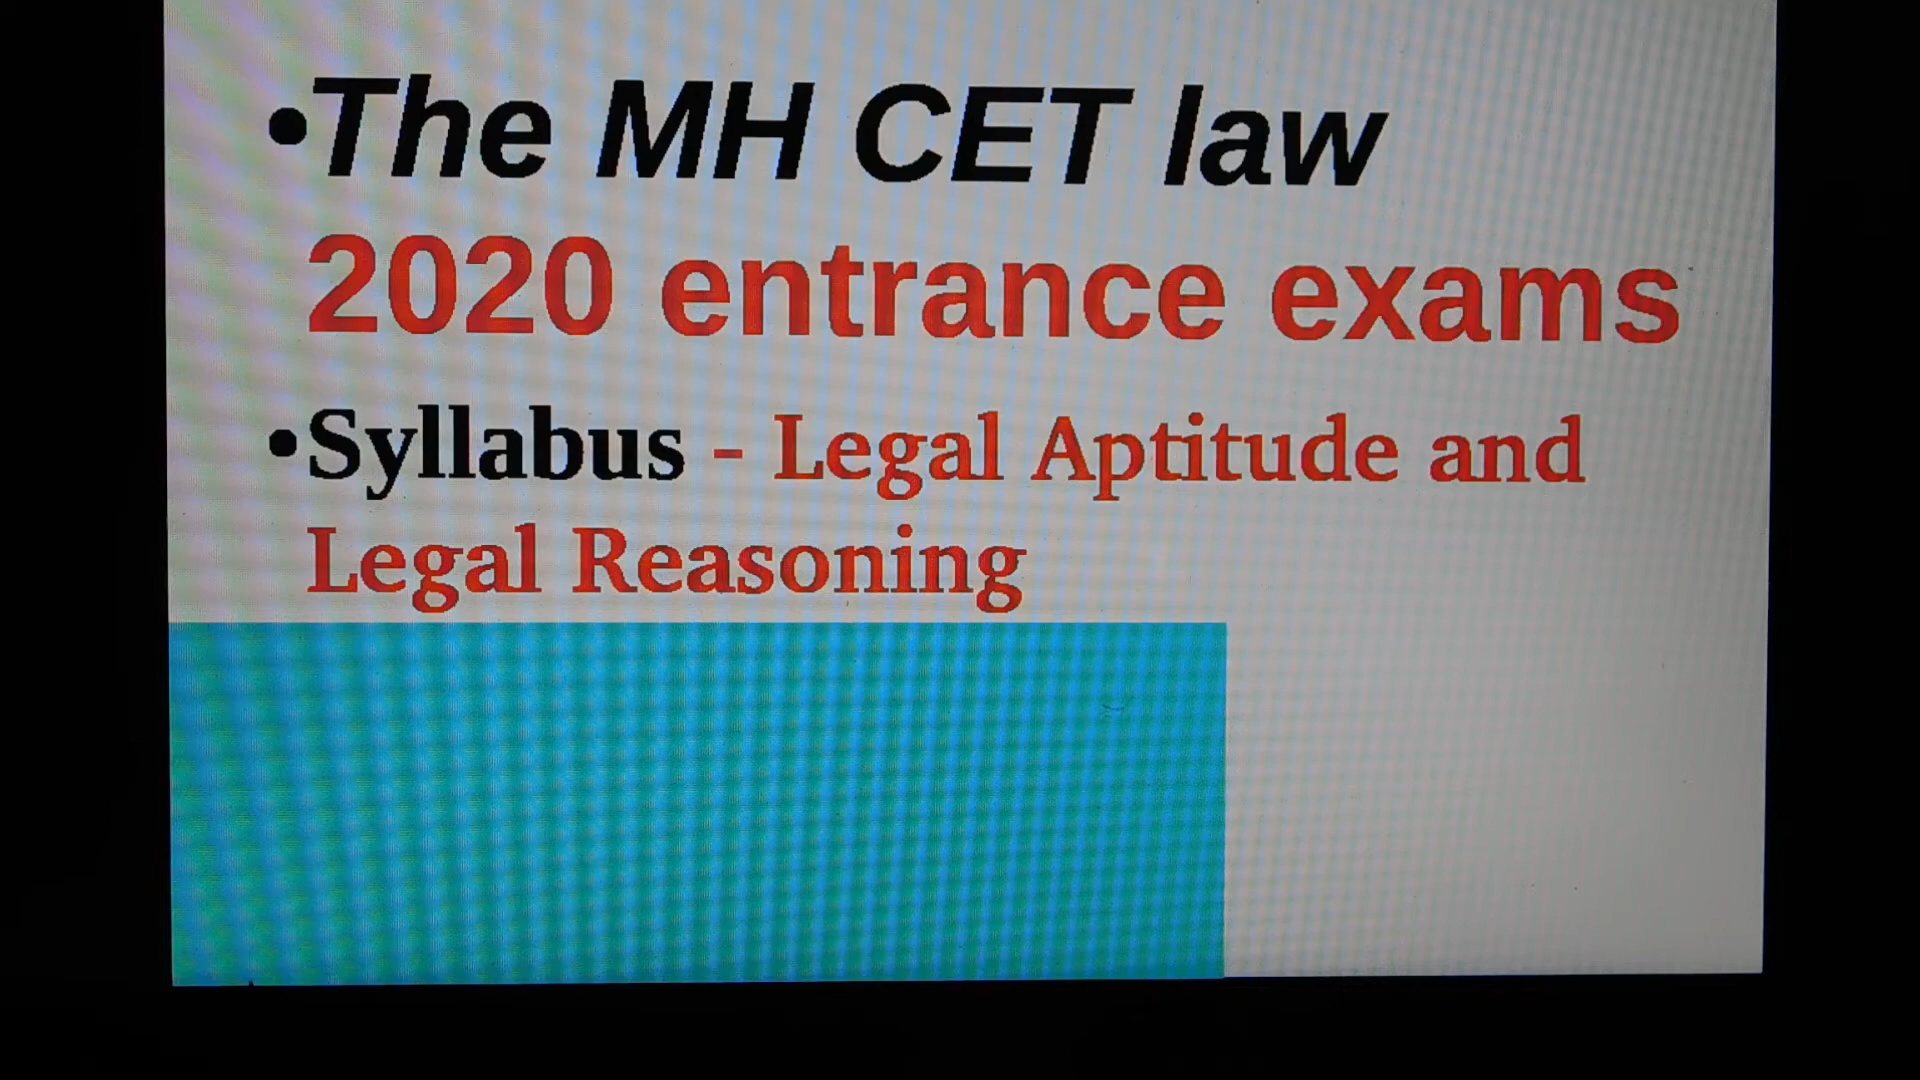 •The MH CET law
2020 entrance exams
•Syllabus - Legal Aptitude and
Legal Reasoning